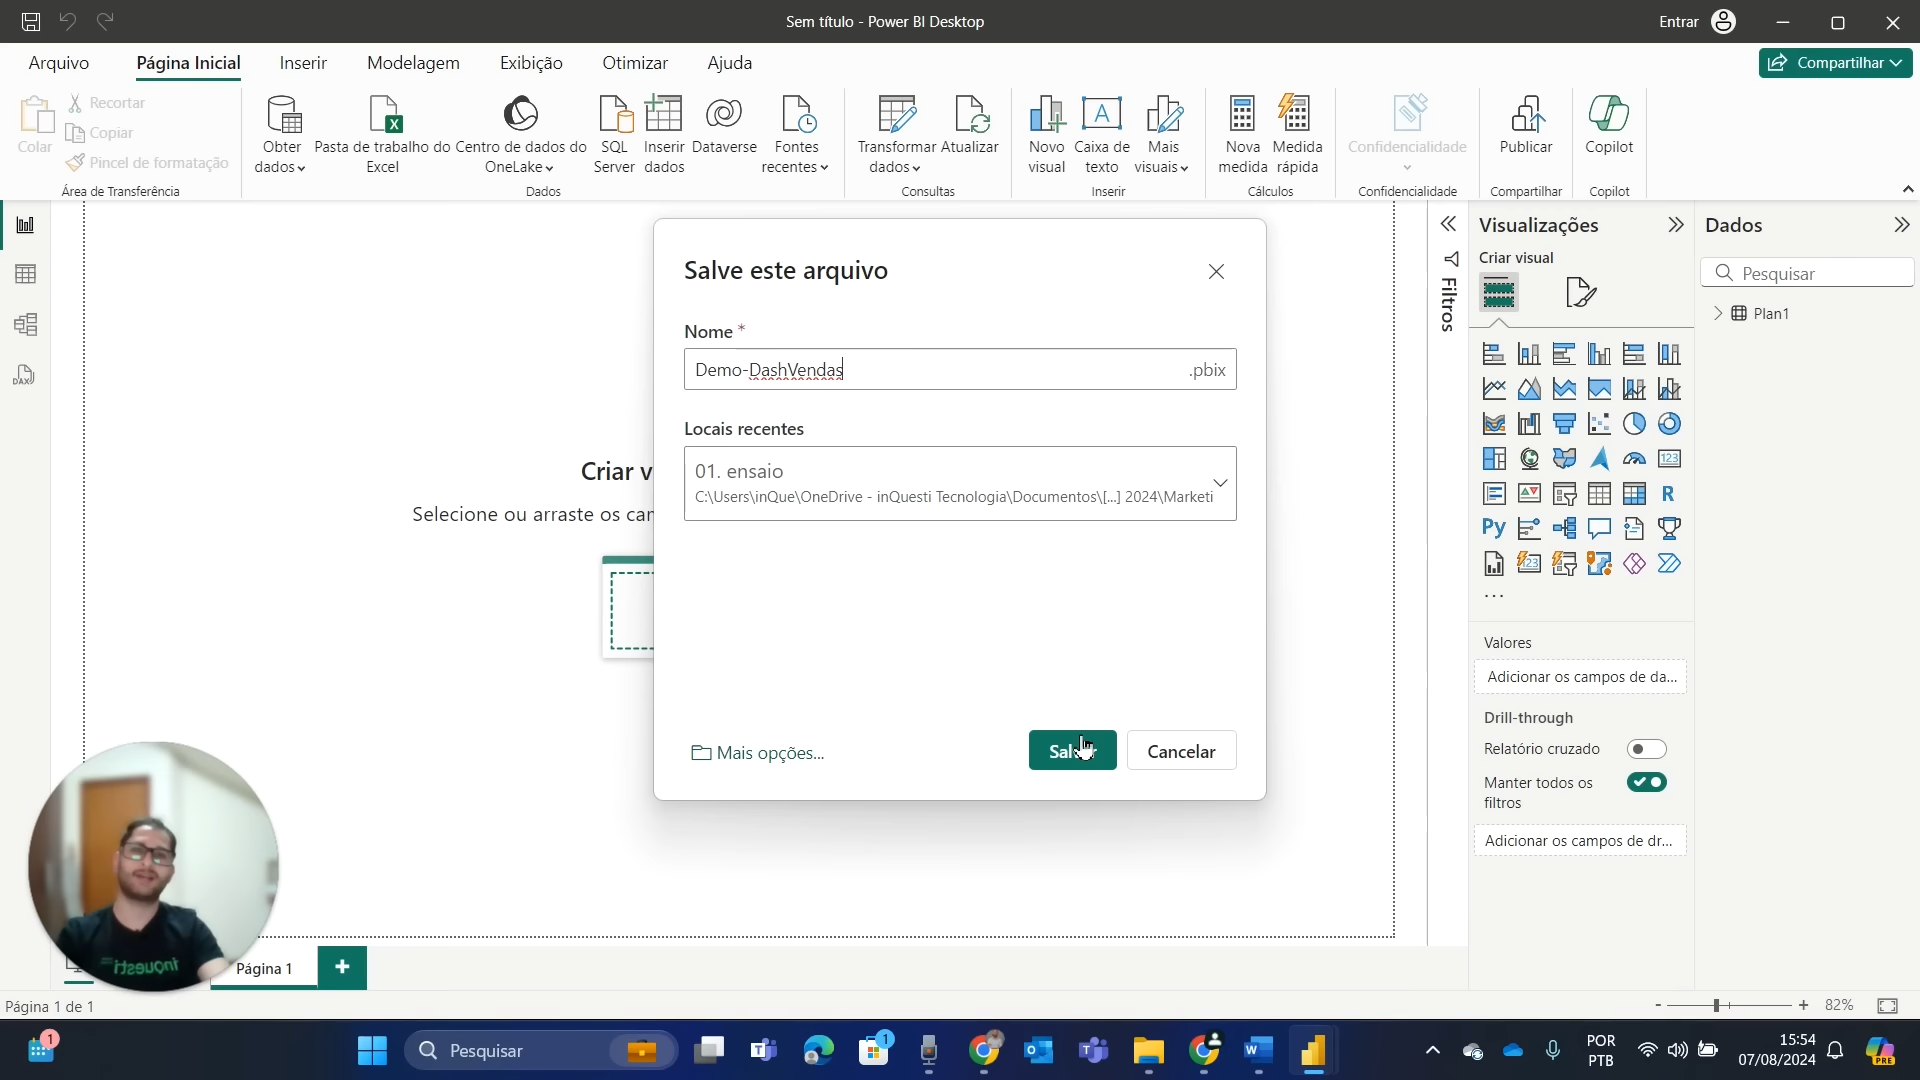 Sem título - Power BI Desktop
Entrar
Arquivo
Página Inicial
Inserir
Modelagem
Exibição
Otimizar
Ajuda
Compartilhar
Colar
Recortar
Copiar
Pincel de formatação
Área de Transferência
Obter dados
Pasta de trabalho do Excel
Centro de dados do OneLake
SQL Server
Inserir dados
Dataverse
Fontes recentes
Dados
Transformar dados
Atualizar
Consultas
Novo visual
Caixa de texto
Mais visuais
Inserir
Nova medida
Medida rápida
Cálculos
Confidencialidade
Confidencialidade
Publicar
Compartilhar
Copilot
Copilot
Salve este arquivo
Nome *
Demo-DashVendas
.pbix
Locais recentes
01. ensaio
C:\Users\inQue\OneDrive - inQuesti Tecnologia\Documentos\[...] 2024\Marketi
Mais opções...
Cancelar
Criar v
Selecione ou arraste os car
Filtros
Visualizações
Criar visual
123
R
Py
123
...
Valores
Adicionar os campos de da...
Drill-through
Relatório cruzado
Manter todos os
filtros
Adicionar os campos de dr...
Dados
Pesquisar
Plan1
inquesti
Página 1
Página 1 de 1
82%
1
Pesquisar
1
POR
PTB
15:54
07/08/2024
PRE